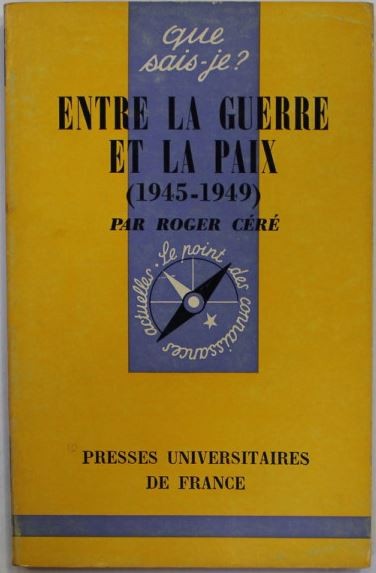 que
sais-je?
ENTRE LA GUERRE
ET LA PAIX
(1945-1949)
PAR ROGER CÉRÉ
Le point des connaissances actuelles.
PRESSES UNIVERSITAIRES
DE FRANCE